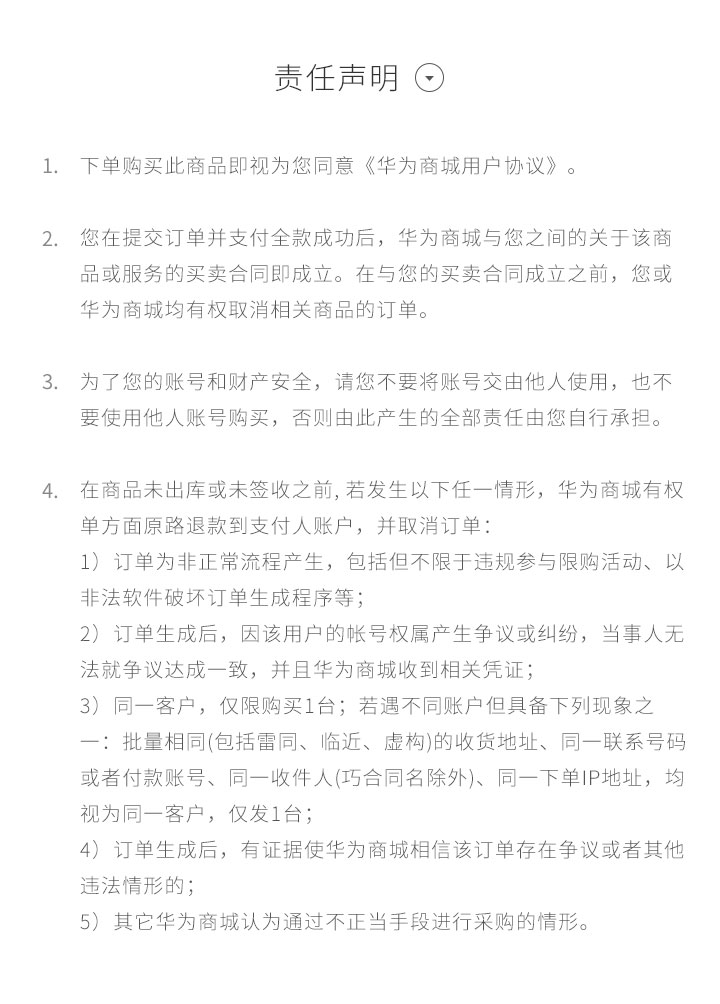 责任声明
1. 下单购买此商品即视为您同意《华为商城用户协议》。
2. 您在提交订单并支付全款成功后，华为商城与您之间的关于该商
品或服务的买卖合同即成立。在与您的买卖合同成立之前，您或
华为商城均有权取消相关商品的订单。
3. 为了您的账号和财产安全，请您不要将账号交由他人使用，也不
要使用他人账号购买，否则由此产生的全部责任由您自行承担。
4. 在商品未出库或未签收之前, 若发生以下任一情形，华为商城有权
单方面原路退款到支付人账户，并取消订单：
1）订单为非正常流程产生，包括但不限于违规参与限购活动、以
非法软件破坏订单生成程序等；
2）订单生成后，因该用户的帐号权属产生争议或纠纷，当事人无
法就争议达成一致，并且华为商城收到相关凭证；
3）同一客户，仅限购买1台；若遇不同账户但具备下列现象之
一：批量相同(包括雷同、临近、虚构)的收货地址、同一联系号码
或者付款账号、同一收件人(巧合同名除外)、同一下单IP地址，均
视为同一客户，仅发1台；
4）订单生成后，有证据使华为商城相信该订单存在争议或者其他
违法情形的；
5）其它华为商城认为通过不正当手段进行采购的情形。